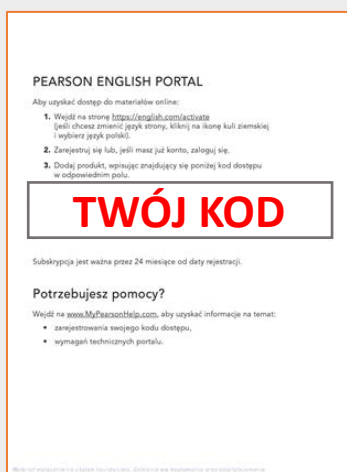 PEARSON ENGLISH PORTAL
Aby uzyskać dostęp do materiałów online:
1. Wejdź na stronę https://english.com/activate
(jeśli chcesz zmienić język strony, kliknij na ikonę kuli ziemskiej
i wybierz język polski).
2. Zarejestruj się lub, jeśli masz już konto, zaloguj się.
3. Dodaj produkt, wpisując znajdujący się poniżej kod dostępu
w odpowiednim polu.
TWÓJ KOD
Subskrypcja jest ważna przez 24 miesiące od daty rejestracji.
Potrzebujesz pomocy?
Wejdź na www.MyPearsonHelp.com, aby uzyskać informacje na temat:
• zarejestrowania swojego kodu dostępu,
• wymagań technicznych portalu.